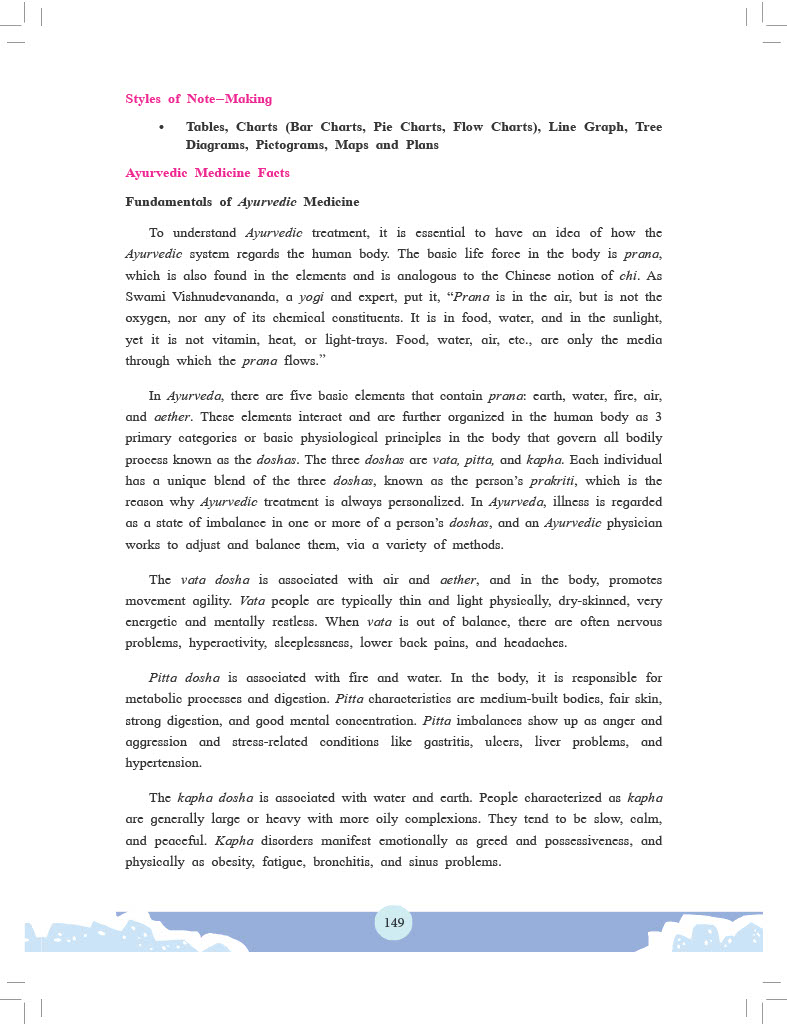 Styles of Note–Making
• Tables, Charts (Bar Charts, Pie Charts, Flow Charts), Line Graph, Tree
Diagrams, Pictograms, Maps and Plans
Ayurvedic Medicine Facts
Fundamentals of Ayurvedic Medicine
To understand Ayurvedic treatment, it is essential to have an idea of how the
Ayurvedic system regards the human body. The basic life force in the body is prana,
which is also found in the elements and is analogous to the Chinese notion of chi. As
Swami Vishnudevananda, a yogi and expert, put it, “Prana is in the air, but is not the
oxygen, nor any of its chemical constituents. It is in food, water, and in the sunlight,
yet it is not vitamin, heat, or light-trays. Food, water, air, etc., are only the media
through which the prana flows.”
In Ayurveda, there are five basic elements that contain prana: earth, water, fire, air,
and aether. These elements interact and are further organized in the human body as 3
primary categories or basic physiological principles in the body that govern all bodily
process known as the doshas. The three doshas are vata, pitta, and kapha. Each individual
has a unique blend of the three doshas, known as the person’s prakriti, which is the
reason why Ayurvedic treatment is always personalized. In Ayurveda, illness is regarded
as a state of imbalance in one or more of a person’s doshas, and an Ayurvedic physician
works to adjust and balance them, via a variety of methods.
The vata dosha is associated with air and aether, and in the body, promotes
movement agility. Vata people are typically thin and light physically, dry-skinned, very
energetic and mentally restless. When vata is out of balance, there are often nervous
problems, hyperactivity, sleeplessness, lower back pains, and headaches.
Pitta dosha is associated with fire and water. In the body, it is responsible for
metabolic processes and digestion. Pitta characteristics are medium-built bodies, fair skin,
strong digestion, and good mental concentration. Pitta imbalances show up as anger and
aggression and stress-related conditions like gastritis, ulcers, liver problems, and
hypertension.
The kapha dosha is associated with water and earth. People characterized as kapha
are generally large or heavy with more oily complexions. They tend to be slow, calm,
and peaceful. Kapha disorders manifest emotionally as greed and possessiveness, and
physically as obesity, fatigue, bronchitis, and sinus problems.
149